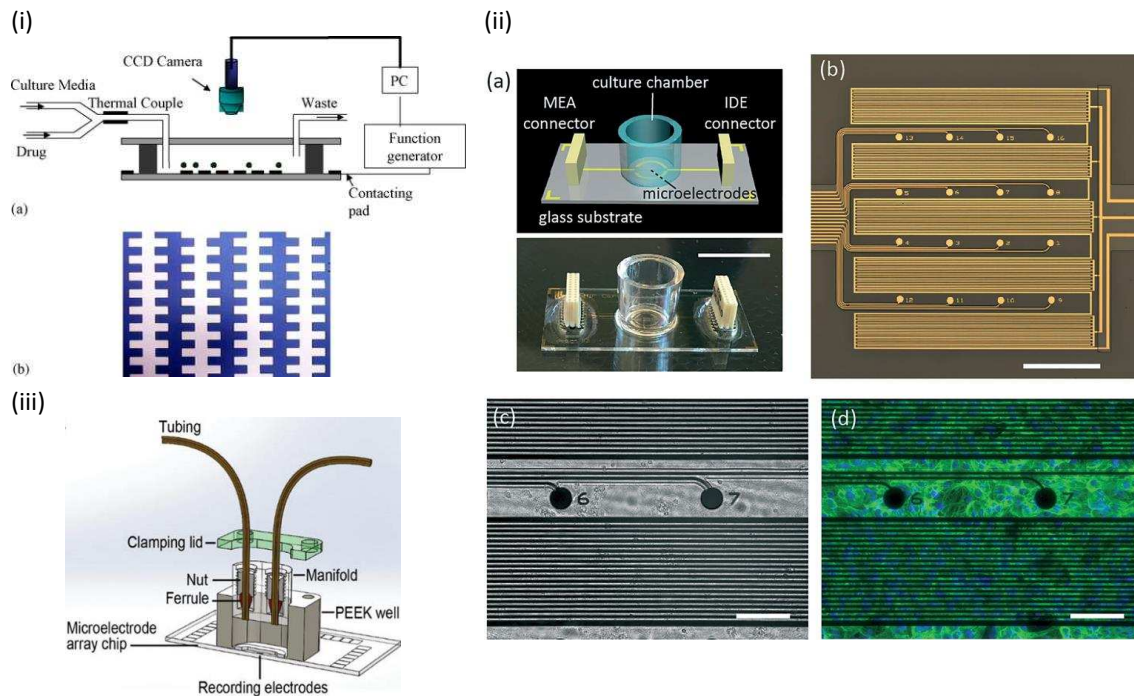 (i)
CCD Camera
PC
Culture Media
Thermal Couple
Waste
Function
generator
Drug
Contacting
pad
(a)
(b)
(ii)
(a)
culture chamber
MEA
connector
IDE
connector
microelectrodes
glass substrate
(b)
13 14 15 16
5 6 7 8
4 3 2 1
12 11 10 9
(iii)
Tubing
Clamping lid
Nut
Manifold
Ferrule
PEEK well
Microelectrode
array chip
Recording electrodes
(c)
6 7
(d)
6 7